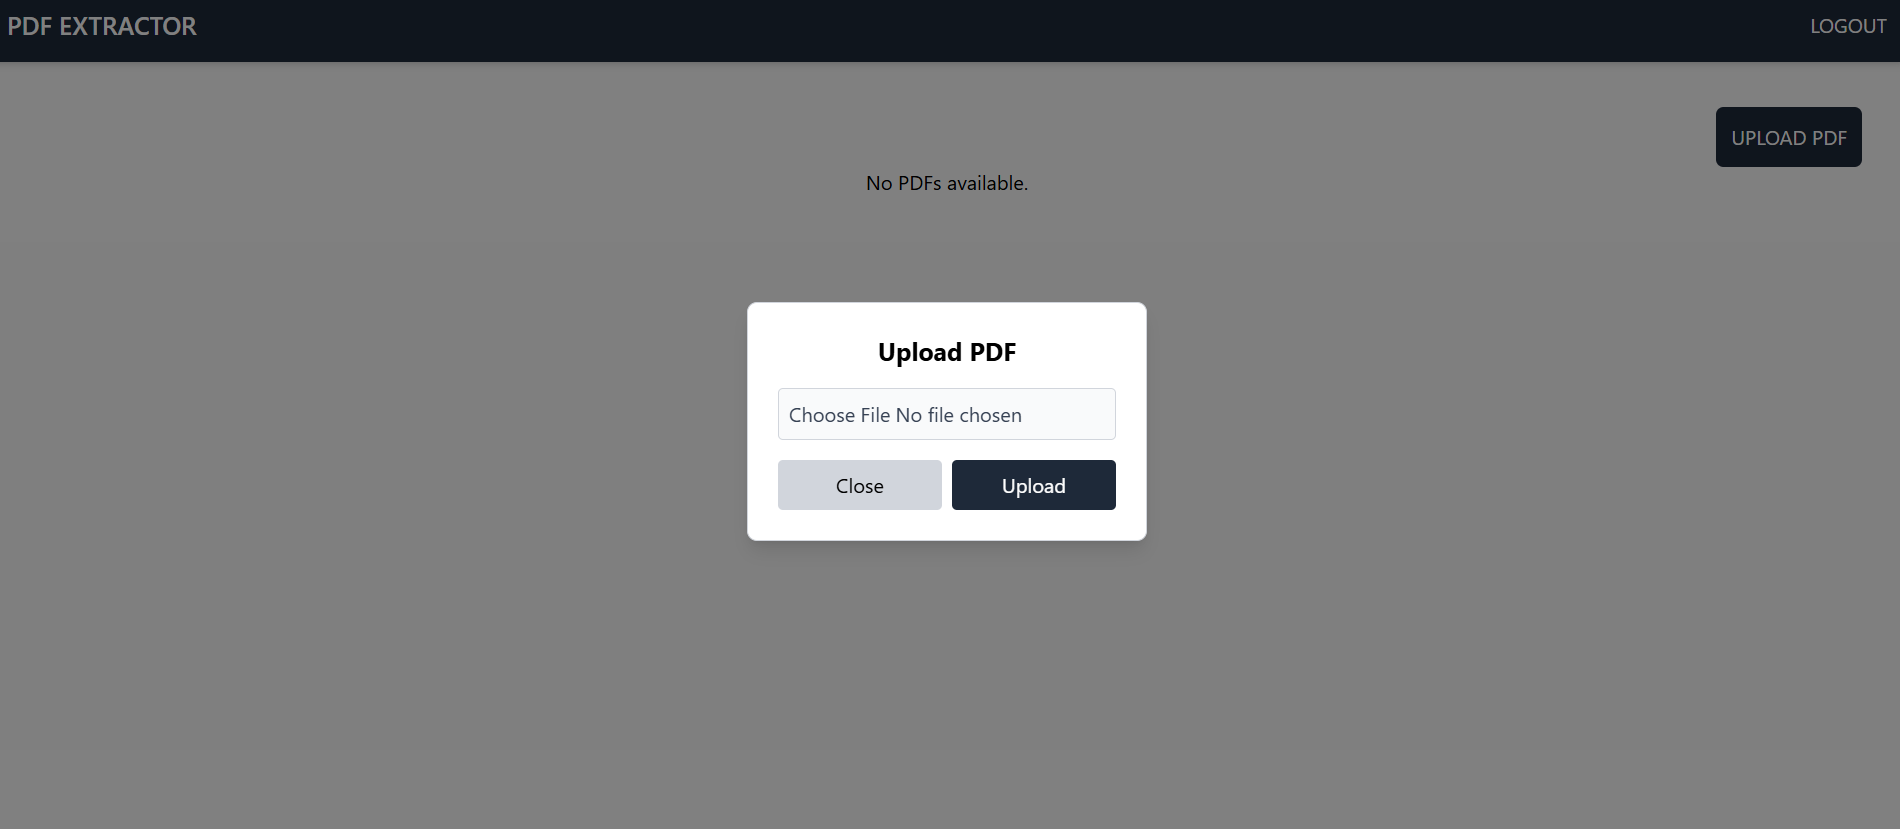 PDF EXTRACTOR
LOGOUT
UPLOAD PDF
No PDFs available.
Upload PDF
Choose File No file chosen
Close
Upload